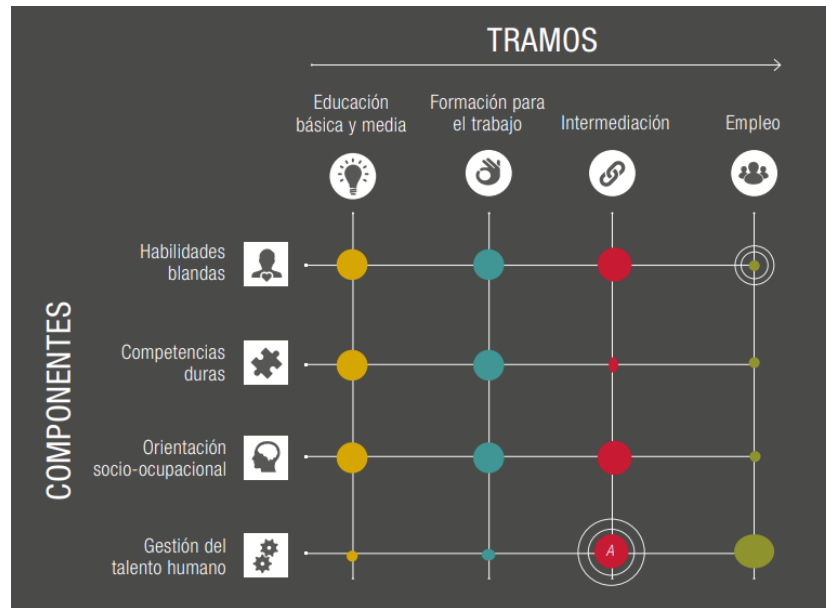 TRAMOS
Educación
básica y media
Formación para
el trabajo
Intermediación
Empleo
COMPONENTES
Habilidades
blandas
Competencias
duras
Orientación
socio-ocupacional
Gestión del
talento humano
A